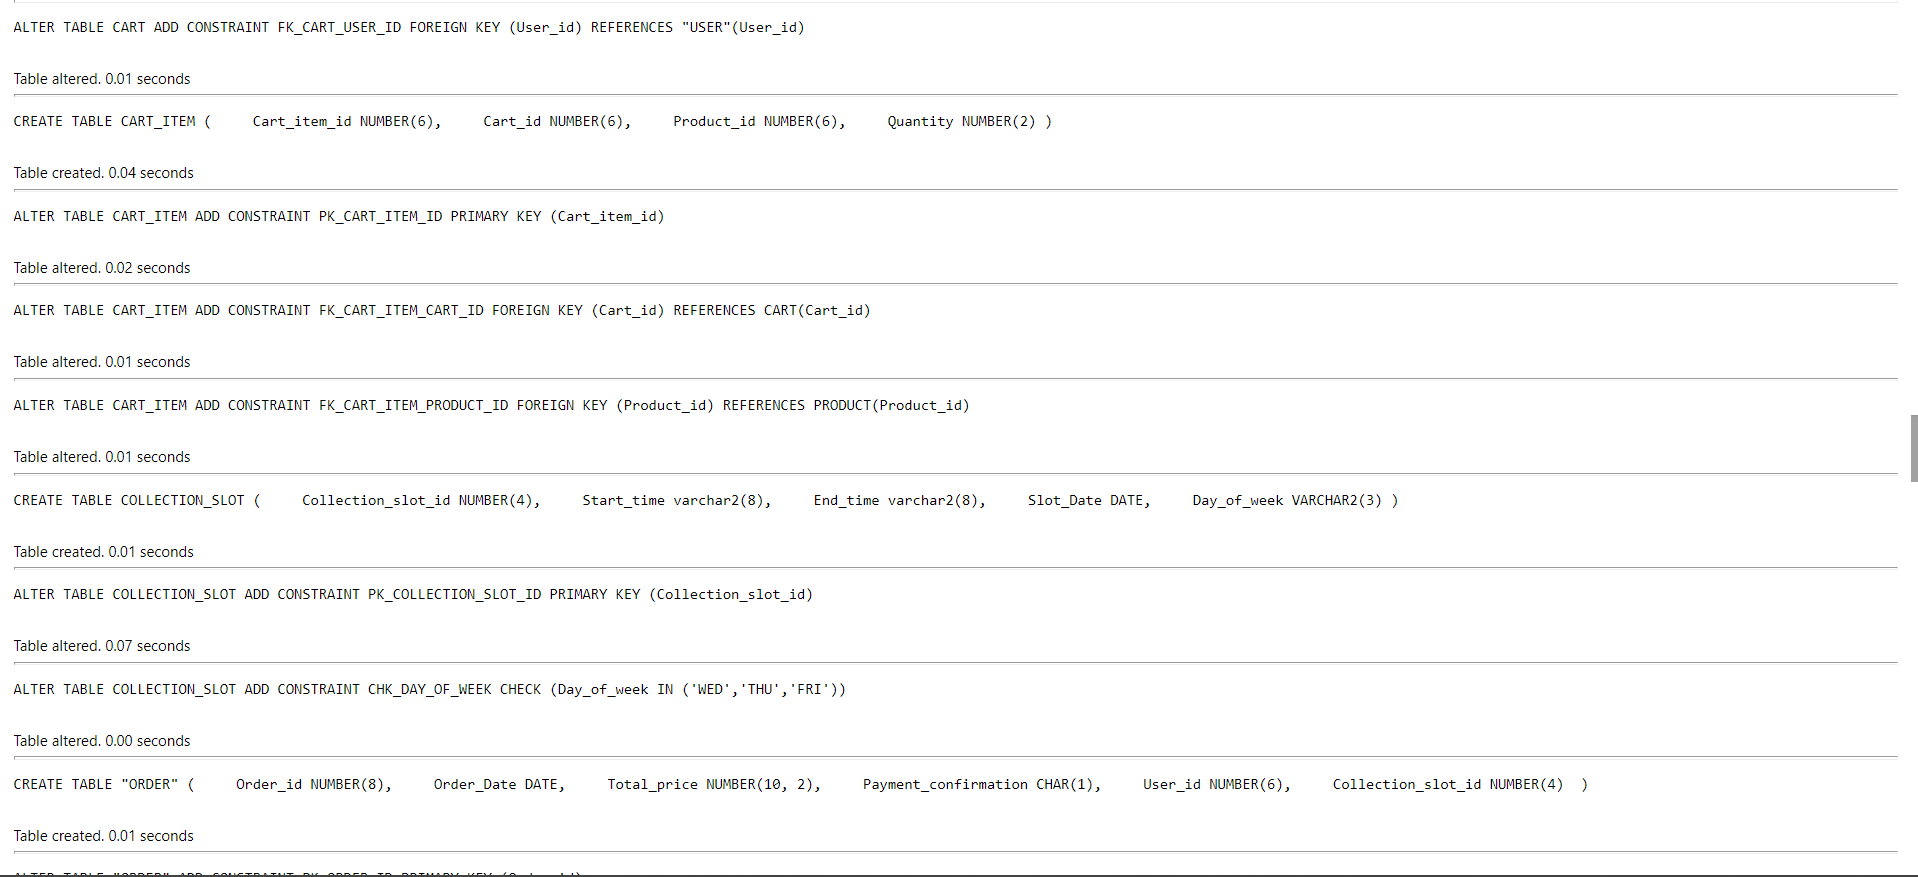 ALTER TABLE CART ADD CONSTRAINT FK_CART_USER_ID FOREIGN KEY (User_id) REFERENCES "USER"(User_id)
Table altered. 0.01 seconds
CREATE TABLE CART_ITEM (     Cart_item_id NUMBER(6),     Cart_id NUMBER(6),     Product_id NUMBER(6),     Quantity NUMBER(2) )
Table created. 0.04 seconds
ALTER TABLE CART_ITEM ADD CONSTRAINT PK_CART_ITEM_ID PRIMARY KEY (Cart_item_id)
Table altered. 0.02 seconds
ALTER TABLE CART_ITEM ADD CONSTRAINT FK_CART_ITEM_CART_ID FOREIGN KEY (Cart_id) REFERENCES CART(Cart_id)
Table altered. 0.01 seconds
ALTER TABLE CART_ITEM ADD CONSTRAINT FK_CART_ITEM_PRODUCT_ID FOREIGN KEY (Product_id) REFERENCES PRODUCT(Product_id)
Table altered. 0.01 seconds
CREATE TABLE COLLECTION_SLOT (     Collection_slot_id NUMBER(4),     Start_time varchar2(8),     End_time varchar2(8),     Slot_Date DATE,     Day_of_week VARCHAR2(3) )
Table created. 0.01 seconds
ALTER TABLE COLLECTION_SLOT ADD CONSTRAINT PK_COLLECTION_SLOT_ID PRIMARY KEY (Collection_slot_id)
Table altered. 0.07 seconds
ALTER TABLE COLLECTION_SLOT ADD CONSTRAINT CHK_DAY_OF_WEEK CHECK (Day_of_week IN ('WED','THU','FRI'))
Table altered. 0.00 seconds
CREATE TABLE "ORDER" (     Order_id NUMBER(8),     Order_Date DATE,     Total_price NUMBER(10, 2),     Payment_confirmation CHAR(1),     User_id NUMBER(6),     Collection_slot_id NUMBER(4)  )
Table created. 0.01 seconds